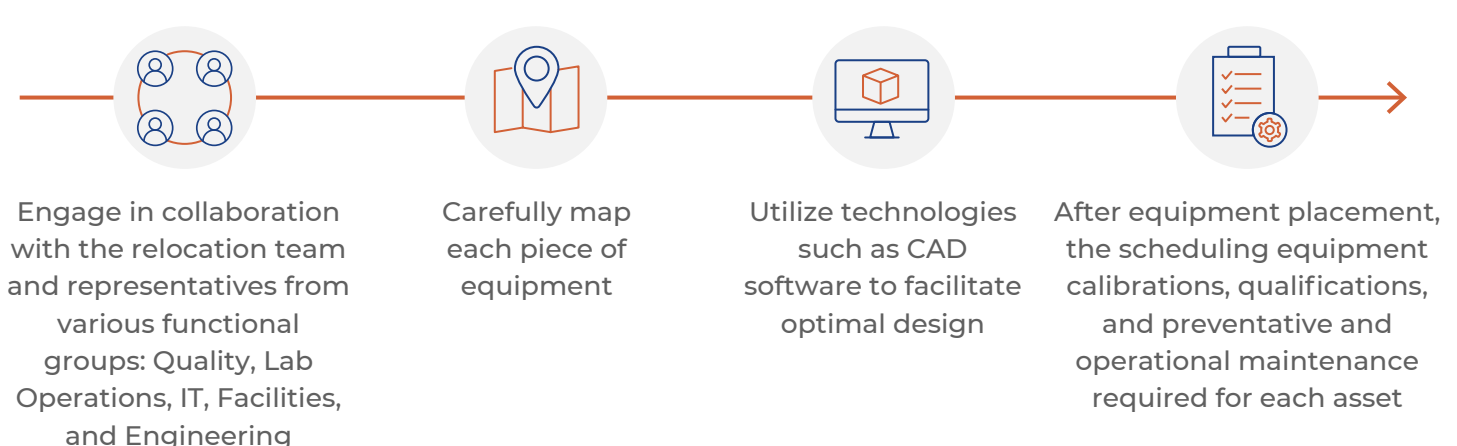 Engage in collaboration
with the relocation team
and representatives from
various functional
groups: Quality, Lab
Operations, IT, Facilities,
and Engineering
Carefully map
each piece of
equipment
Utilize technologies
such as CAD
software to facilitate
optimal design
After equipment placement,
the scheduling equipment
calibrations, qualifications,
and preventative and
operational maintenance
required for each asset